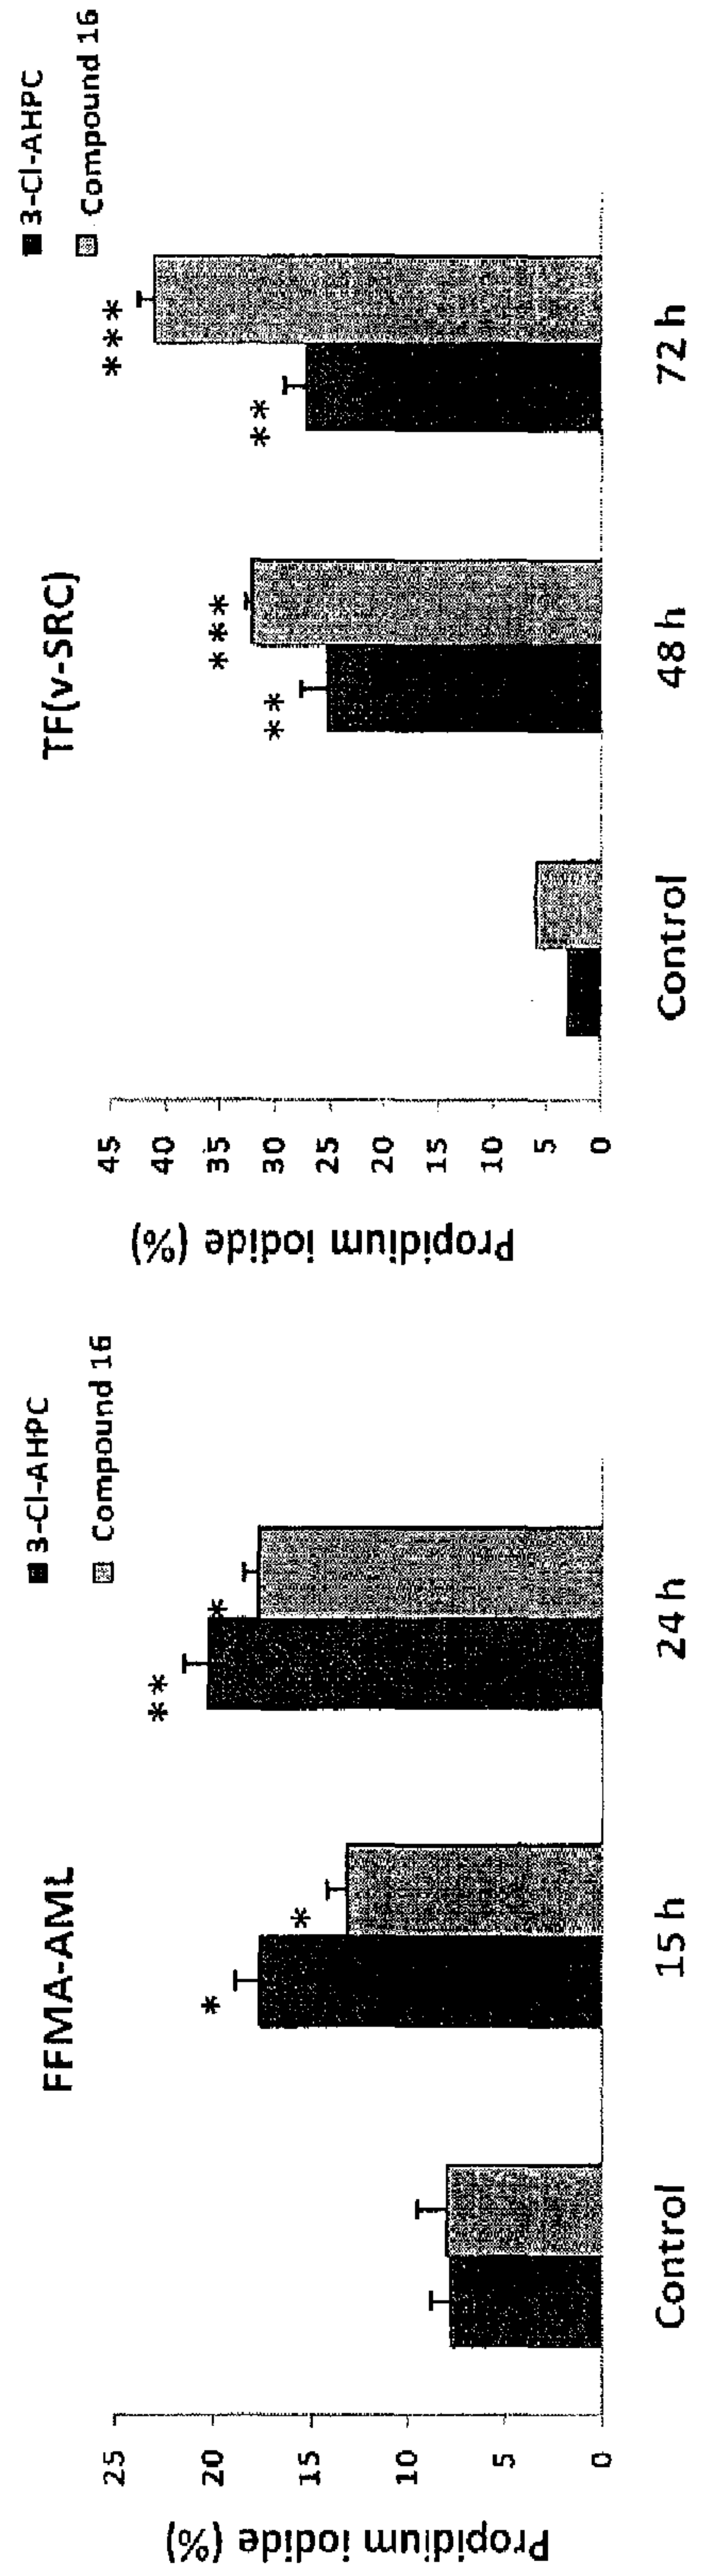 FFMA-AML
3-Cl-AHPC
Compound 16
Propidium iodide (%)
25
20
15
10
5
0
**
*
*
*
Control
15 h
24 h
TF(v-SRC)
3-Cl-AHPC
Compound 16
Propidium iodide (%)
45
40
35
30
25
20
15
10
5
0
**
***
**
***
Control
48 h
72 h